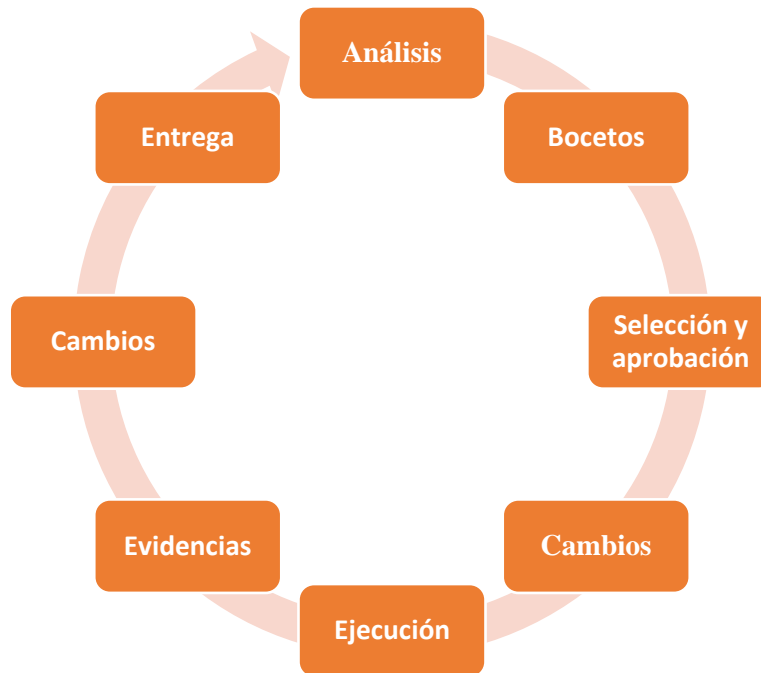 Análisis
Bocetos
Selección y
aprobación
Cambios
Ejecución
Evidencias
Cambios
Entrega